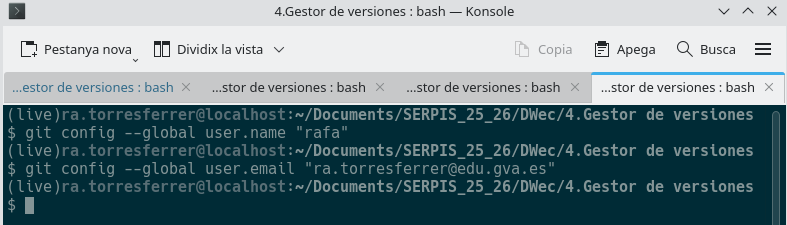 4.Gestor de versiones : bash — Konsole
Pestanya nova
Dividix la vista
Copia
Apega
Busca
...estor de versiones : bash
...stor de versiones : bash
...stor de versiones : bash
...stor de versiones : bash
(live)ra.torresferrer@localhost:~/Documents/SERPIS_25_26/DWec/4.Gestor de versiones
$ git config --global user.name "rafa"
(live)ra.torresferrer@localhost:~/Documents/SERPIS_25_26/DWec/4.Gestor de versiones
$ git config --global user.email "ra.torresferrer@edu.gva.es"
(live)ra.torresferrer@localhost:~/Documents/SERPIS_25_26/DWec/4.Gestor de versiones
$